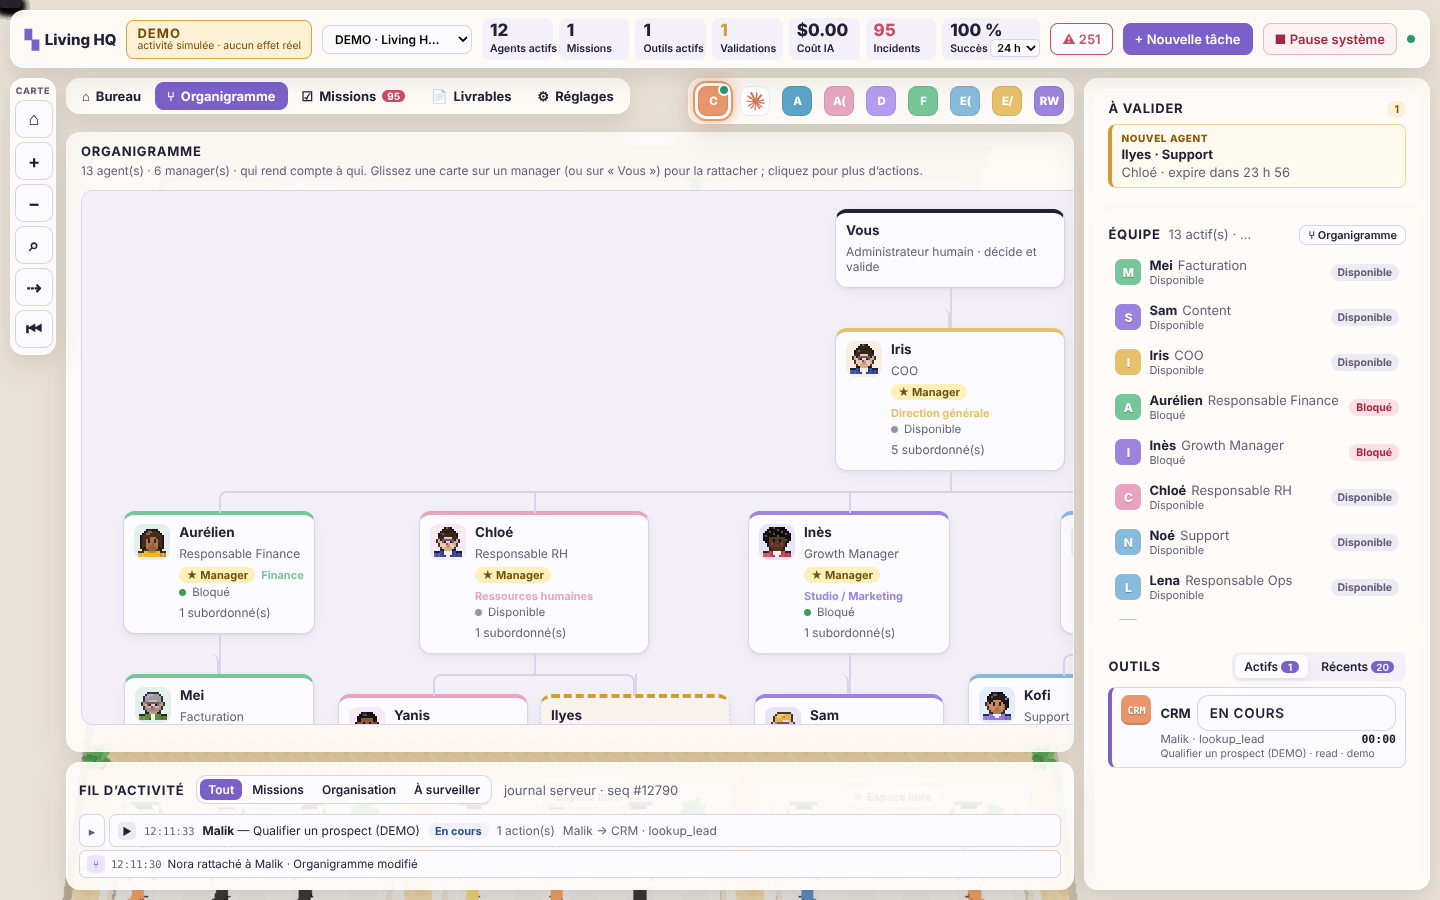 Living HQ
DEMO
activité simulée · aucun effet réel
DEMO · Living H...
12
Agents actifs
1
Missions
1
Outils actifs
1
Validations
$0.00
Coût IA
95
Incidents
100 %
Succès 24 h
251
+ Nouvelle tâche
Pause système
CARTE
Bureau
Organigramme
Missions 95
Livrables
Réglages
C
A
A(
D
F
E(
E/
RW
ORGANIGRAMME
13 agent(s) · 6 manager(s) · qui rend compte à qui. Glissez une carte sur un manager (ou sur « Vous ») pour la rattacher ; cliquez pour plus d'actions.
Vous
Administrateur humain · décide et
valide
Iris
COO
★ Manager
Direction générale
Disponible
5 subordonné(s)
Aurélien
Responsable Finance
★ Manager Finance
Bloqué
1 subordonné(s)
Chloé
Responsable RH
★ Manager
Ressources humaines
Disponible
1 subordonné(s)
Inès
Growth Manager
★ Manager
Studio / Marketing
Bloqué
1 subordonné(s)
Mei
Facturation
Yanis
Ilyes
Sam
Kofi
Support
FIL D'ACTIVITÉ
Tout
Missions
Organisation
À surveiller
journal serveur · seq #12790
Espace libre
Espace libre
12:11:33 Malik — Qualifier un prospect (DEMO) En cours 1 action(s) Malik → CRM · lookup_lead
12:11:30 Nora rattaché à Malik · Organigramme modifié
À VALIDER
1
NOUVEL AGENT
Ilyes · Support
Chloé · expire dans 23 h 56
ÉQUIPE 13 actif(s) · ...
Organigramme
M
Mei Facturation
Disponible
Disponible
S
Sam Content
Disponible
Disponible
I
Iris COO
Disponible
Disponible
A
Aurélien Responsable Finance
Bloqué
Bloqué
I
Inès Growth Manager
Bloqué
Bloqué
C
Chloé Responsable RH
Disponible
Disponible
N
Noé Support
Disponible
Disponible
L
Lena Responsable Ops
Disponible
Disponible
OUTILS
Actifs 1
Récents 20
CRM
CRM
EN COURS
Malik · lookup_lead
00:00
Qualifier un prospect (DEMO) · read · demo